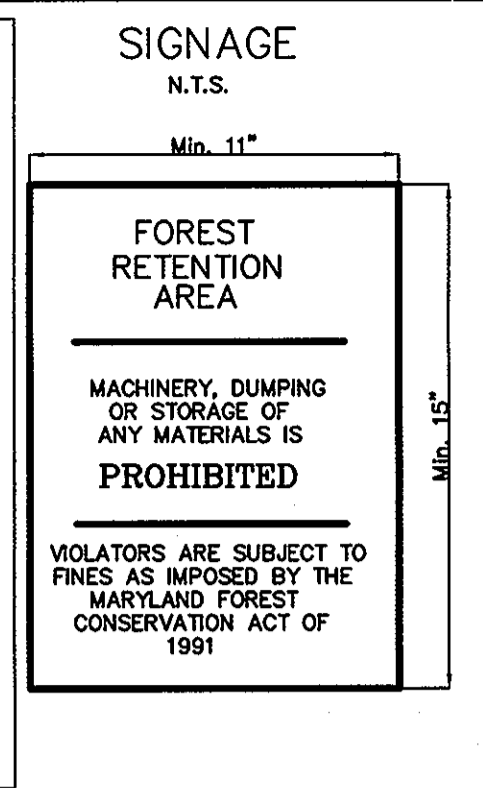 SIGNAGE
N.T.S.
Min. 11"
FOREST
RETENTION
AREA
MACHINERY, DUMPING
OR STORAGE OF
ANY MATERIALS IS
PROHIBITED
VIOLATORS ARE SUBJECT TO
FINES AS IMPOSED BY THE
MARYLAND FOREST
CONSERVATION ACT OF
1991
Min. 15"